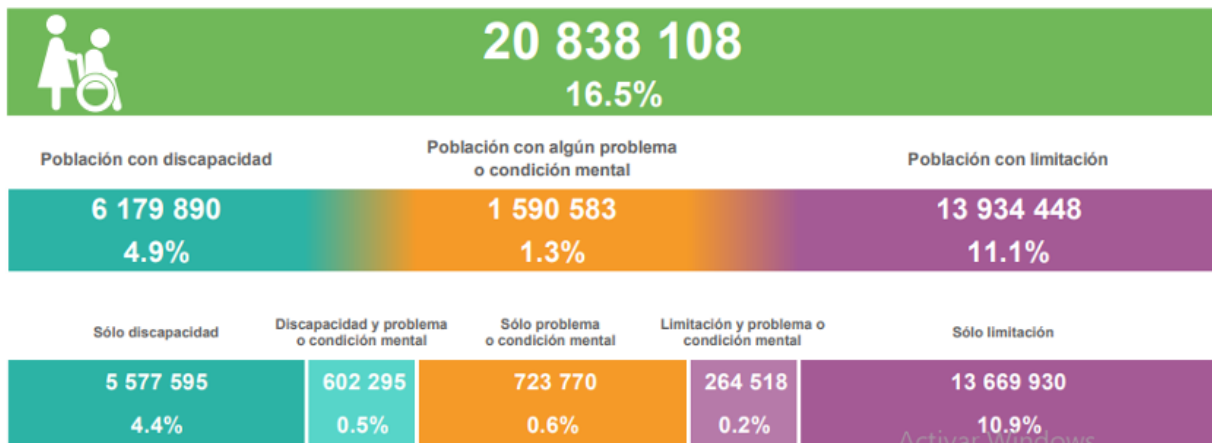 20 838 108
16.5%
Población con discapacidad
Población con algún problema
o condición mental
Población con limitación
6 179 890
1 590 583
13 934 448
4.9%
1.3%
11.1%
Sólo discapacidad
Discapacidad y problema
o condición mental
Sólo problema
o condición mental
Limitación y problema o
condición mental
Sólo limitación
5 577 595
602 295
723 770
264 518
13 669 930
4.4%
0.5%
0.6%
0.2%
10.9%
Activar Windows